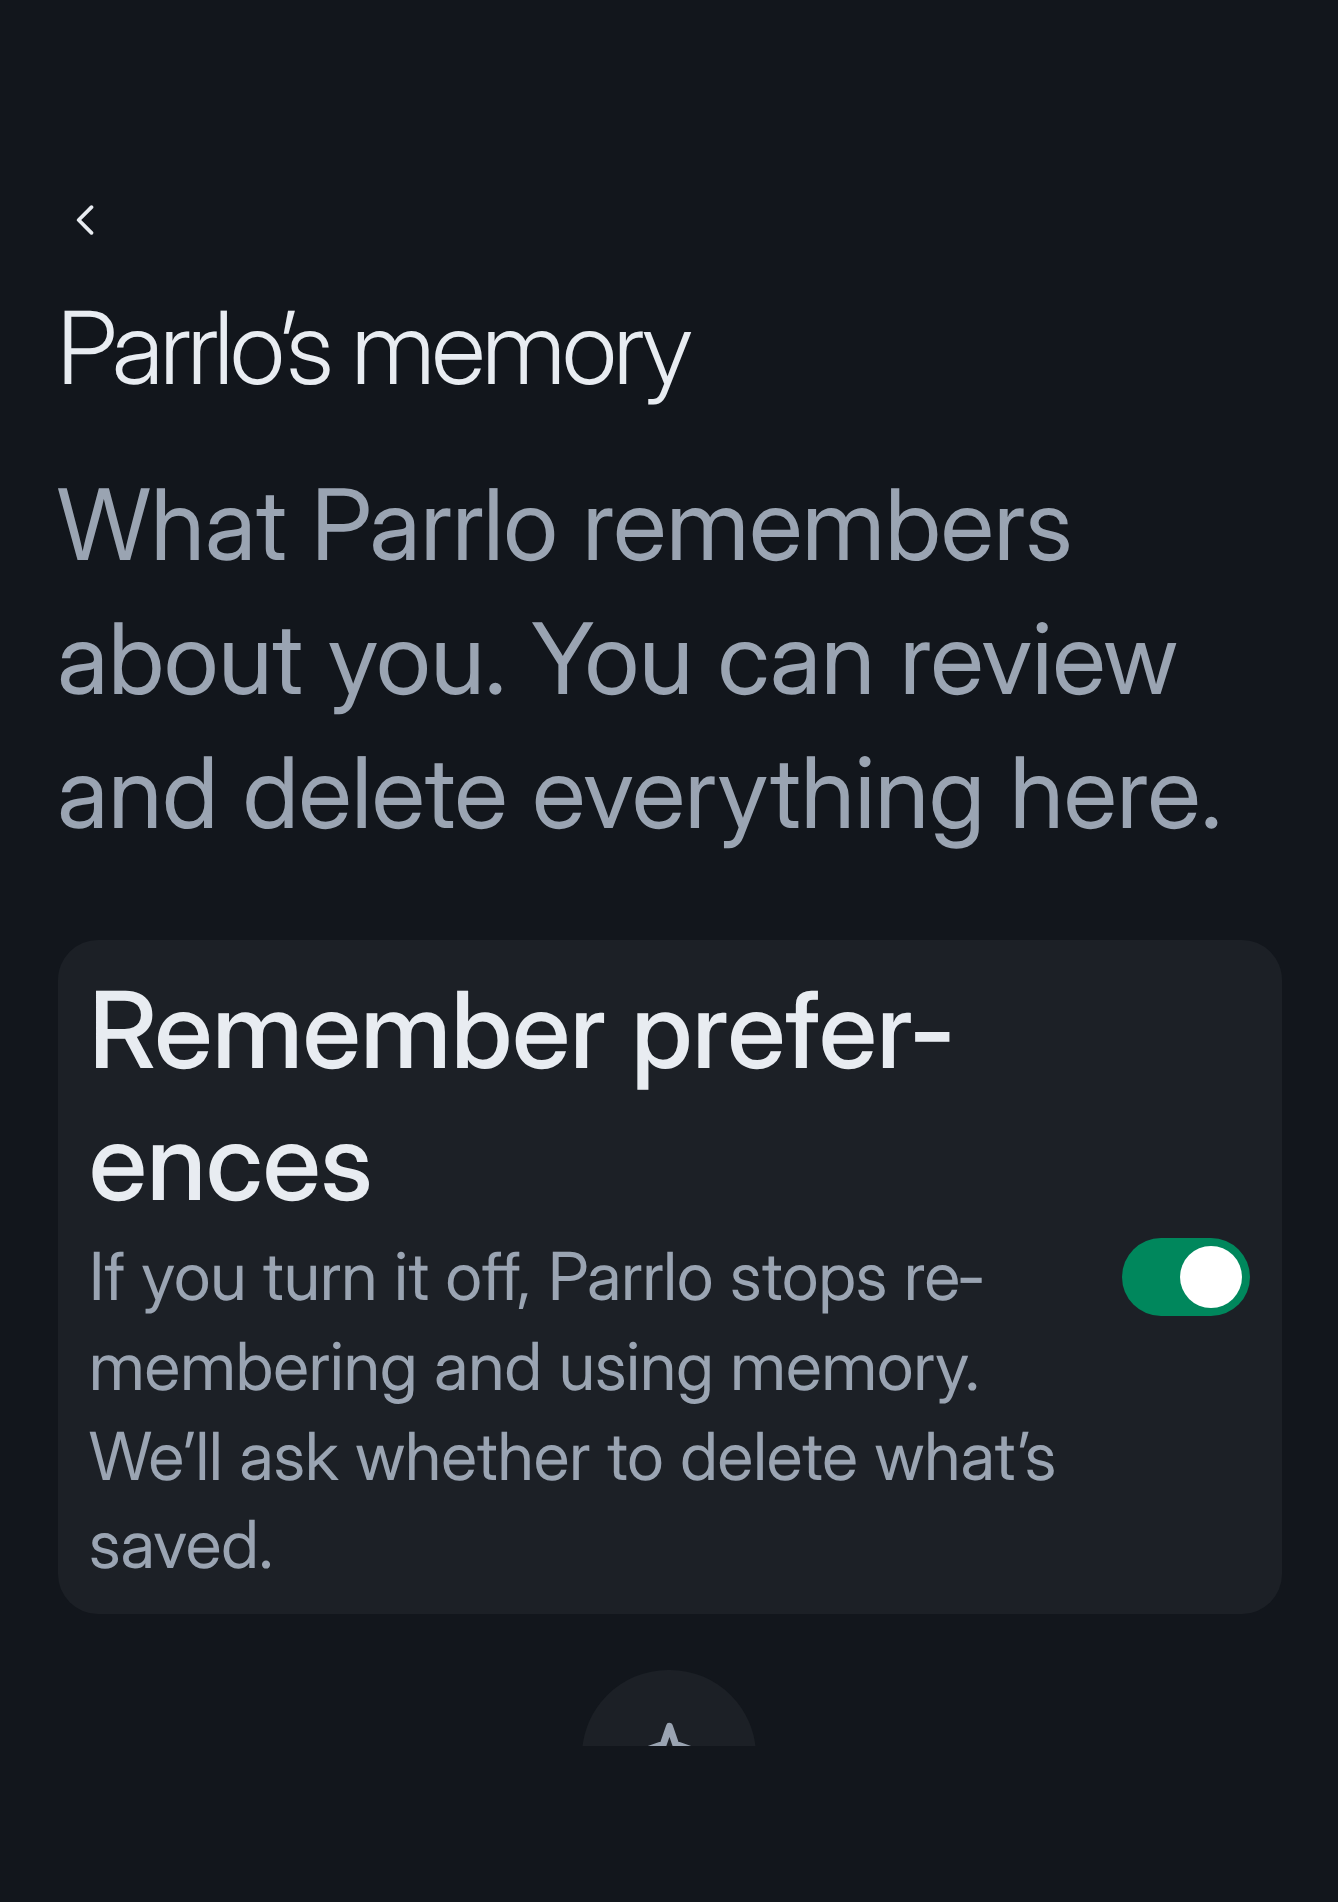 Parrlo’s memory
What Parrlo remembers
about you. You can review
and delete everything here.
Remember prefer-
ences
If you turn it off, Parrlo stops re-
membering and using memory.
We’ll ask whether to delete what’s
saved.